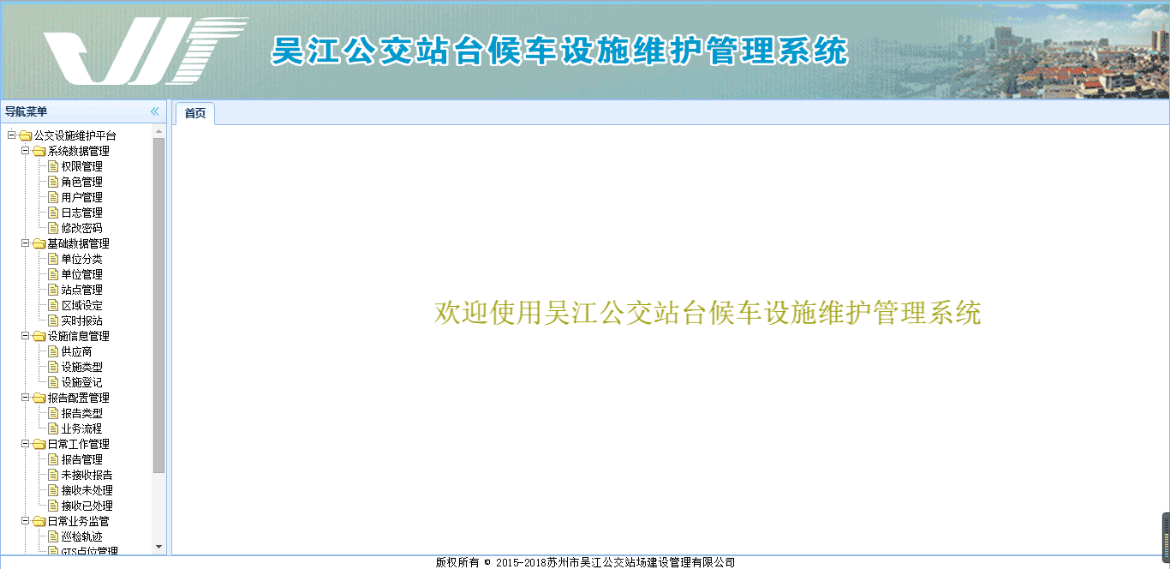 吴江公交站台候车设施维护管理系统
导航菜单
首页
公交设施维护平台
系统数据管理
权限管理
角色管理
用户管理
日志管理
修改密码
基础数据管理
单位分类
单位管理
站点管理
区域设定
实时报站
设施信息管理
供应商
设施类型
设施登记
报告配置管理
报告类型
业务流程
日常工作管理
报告管理
未接收报告
接收未处理
接收已处理
日常业务监管
巡检轨迹
GIS点位管理
欢迎使用吴江公交站台候车设施维护管理系统
版权所有 © 2015-2018苏州市吴江公交站场建设管理有限公司